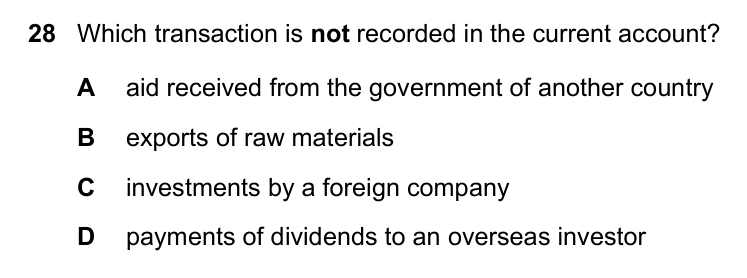 28 Which transaction is not recorded in the current account?
A aid received from the government of another country
B exports of raw materials
C investments by a foreign company
D payments of dividends to an overseas investor